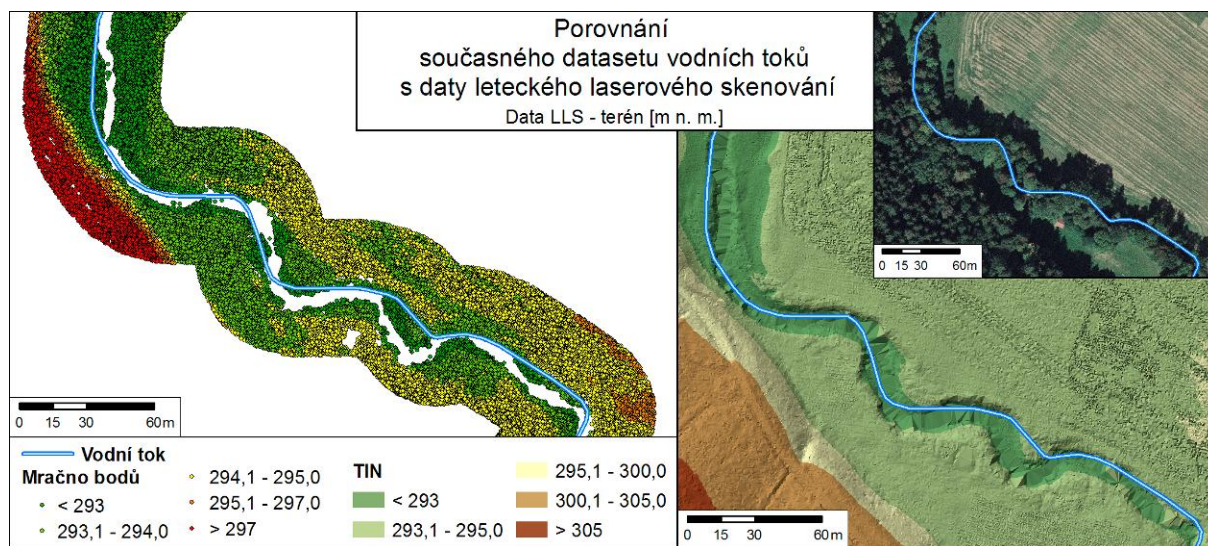 Porovnání
současného datasetu vodních toků
s daty leteckého laserového skenování
Data LLS - terén [m n. m.]
0 15 30 60m
0 15 30 60m
Vodní tok
Mračno bodů
< 293
293,1 - 294,0
294,1 - 295,0
295,1 - 297,0
> 297
TIN
< 293
293,1 - 295,0
295,1 - 300,0
300,1 - 305,0
> 305
0 15 30 60m